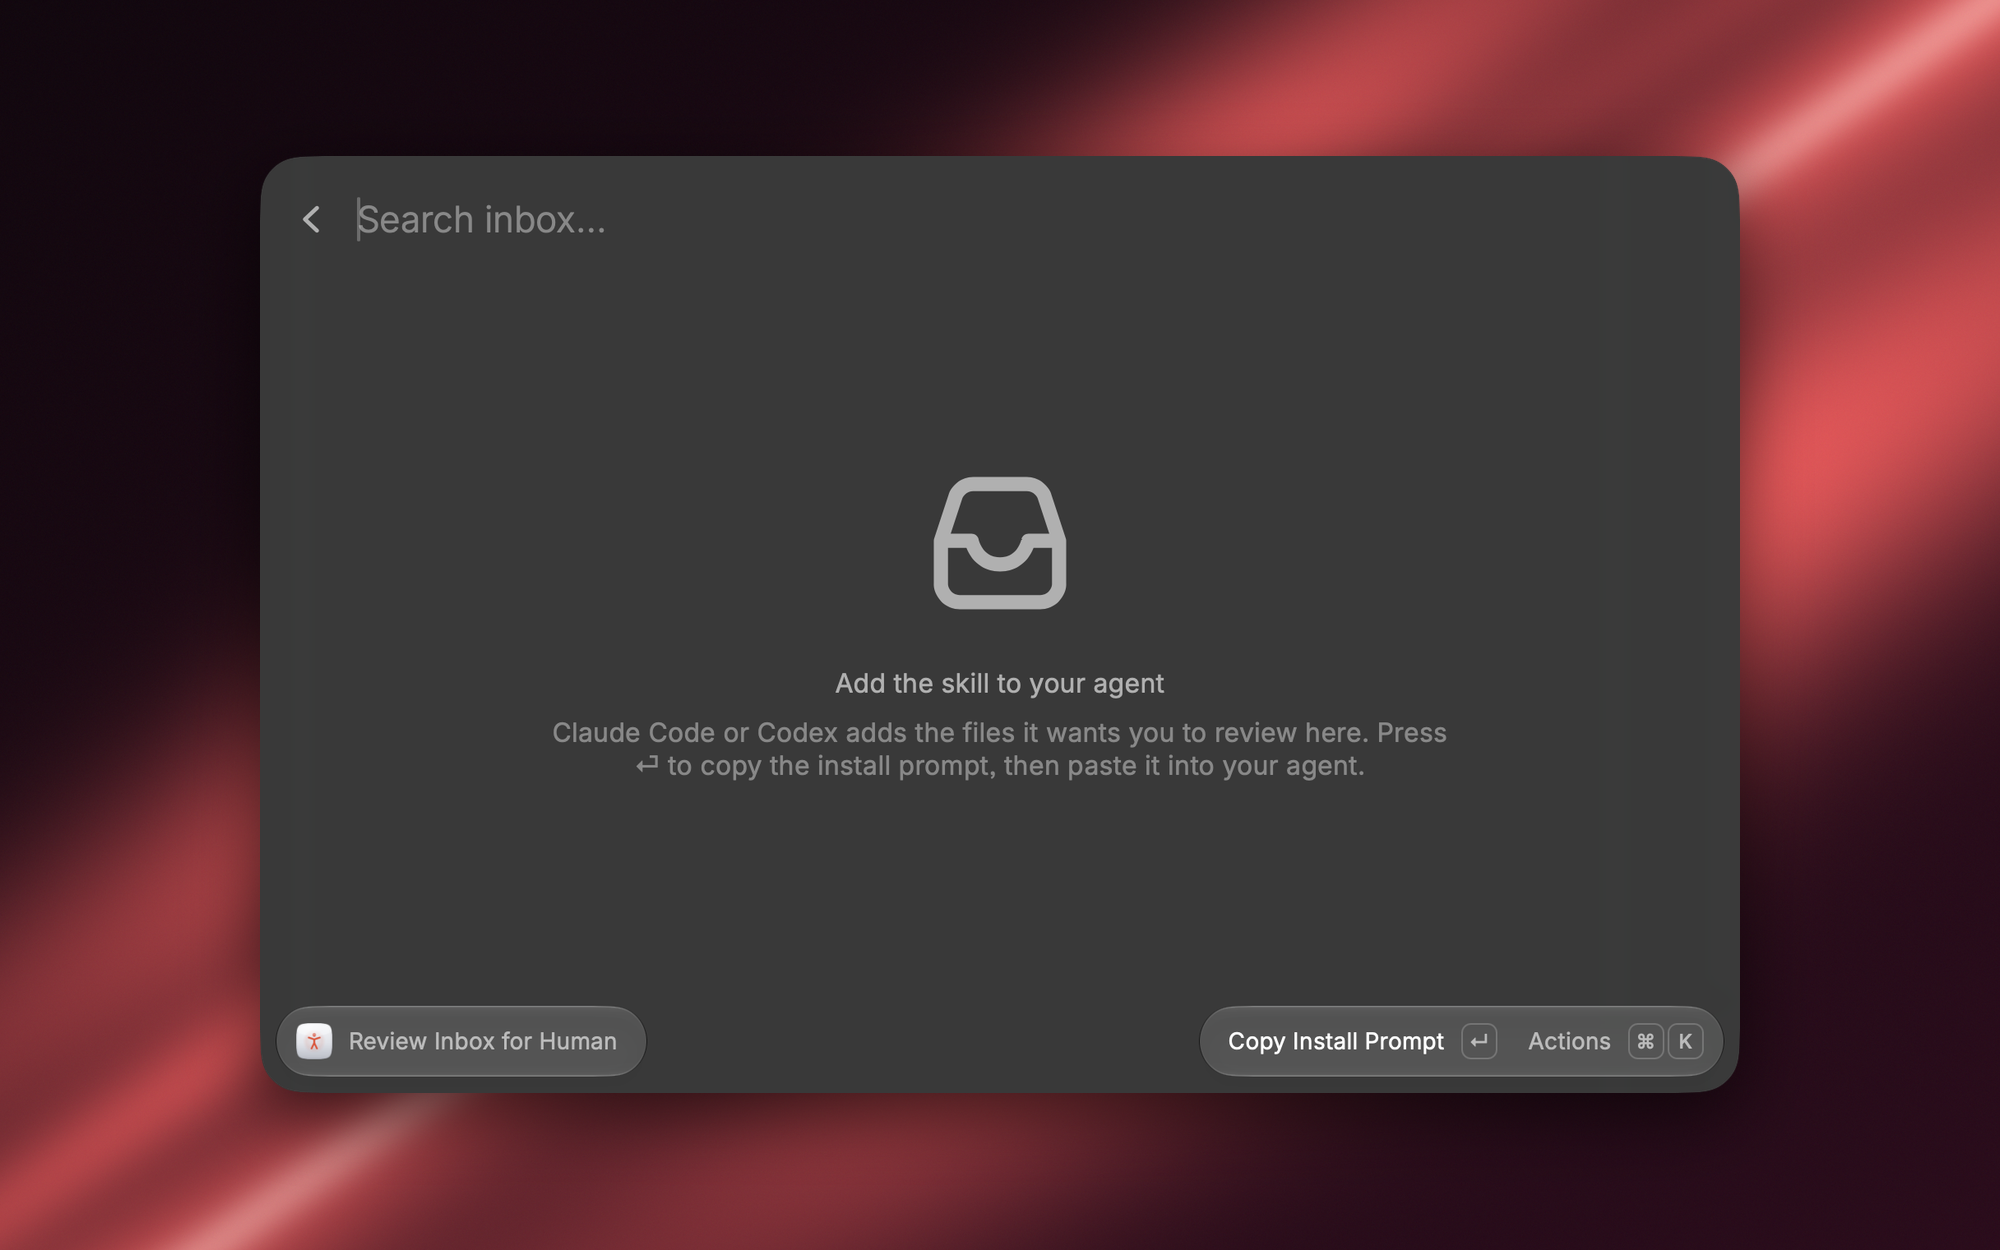 Search inbox...
Add the skill to your agent
Claude Code or Codex adds the files it wants you to review here. Press
↵ to copy the install prompt, then paste it into your agent.
Review Inbox for Human
Copy Install Prompt ↵ Actions ⌘ K